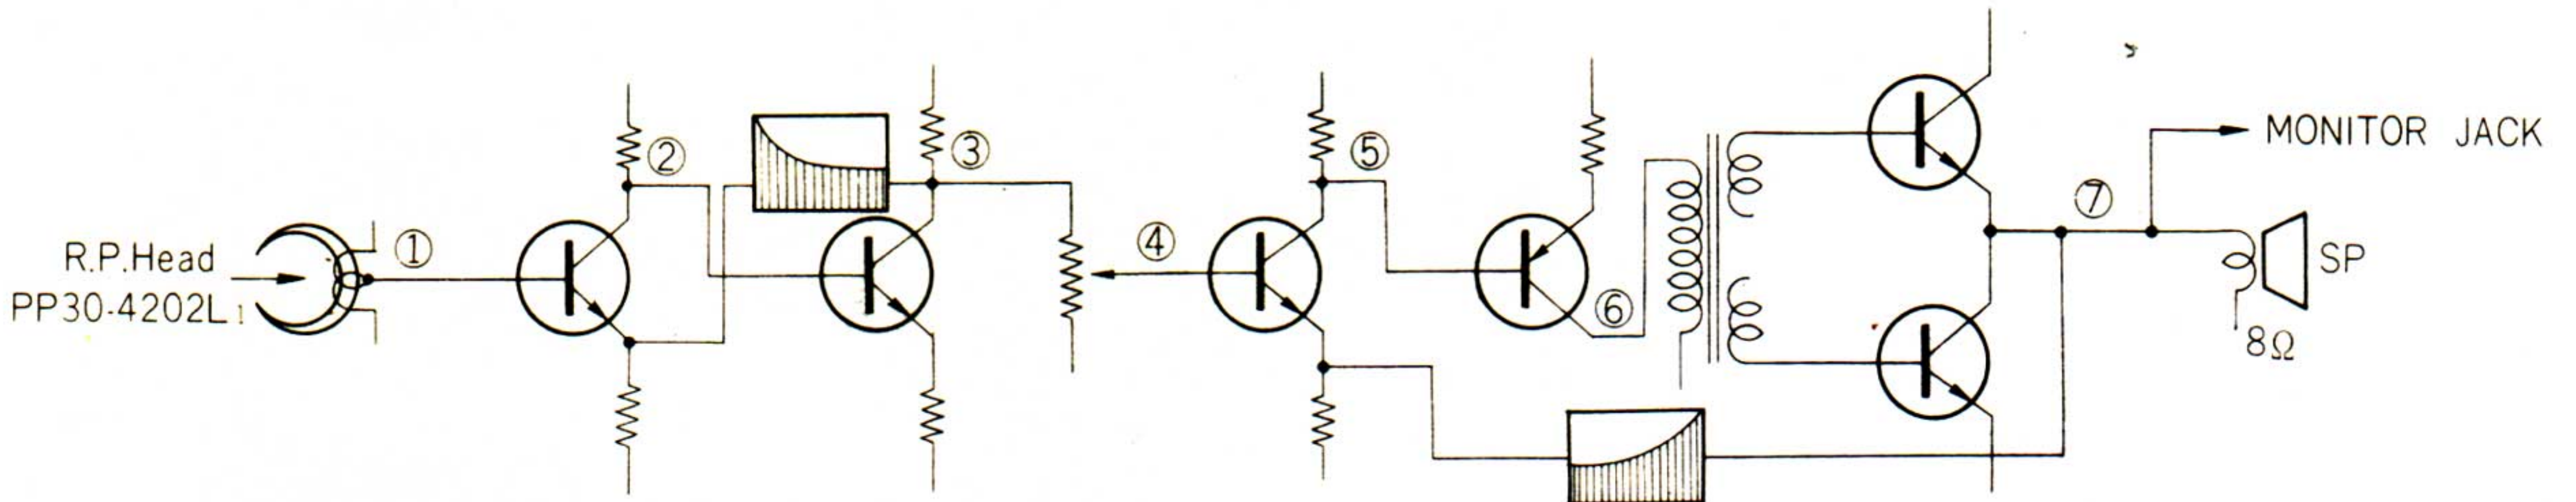 R.P.Head
PP30-4202L1
①
②
③
④
⑤
⑥
⑦
MONITOR JACK
SP
8Ω